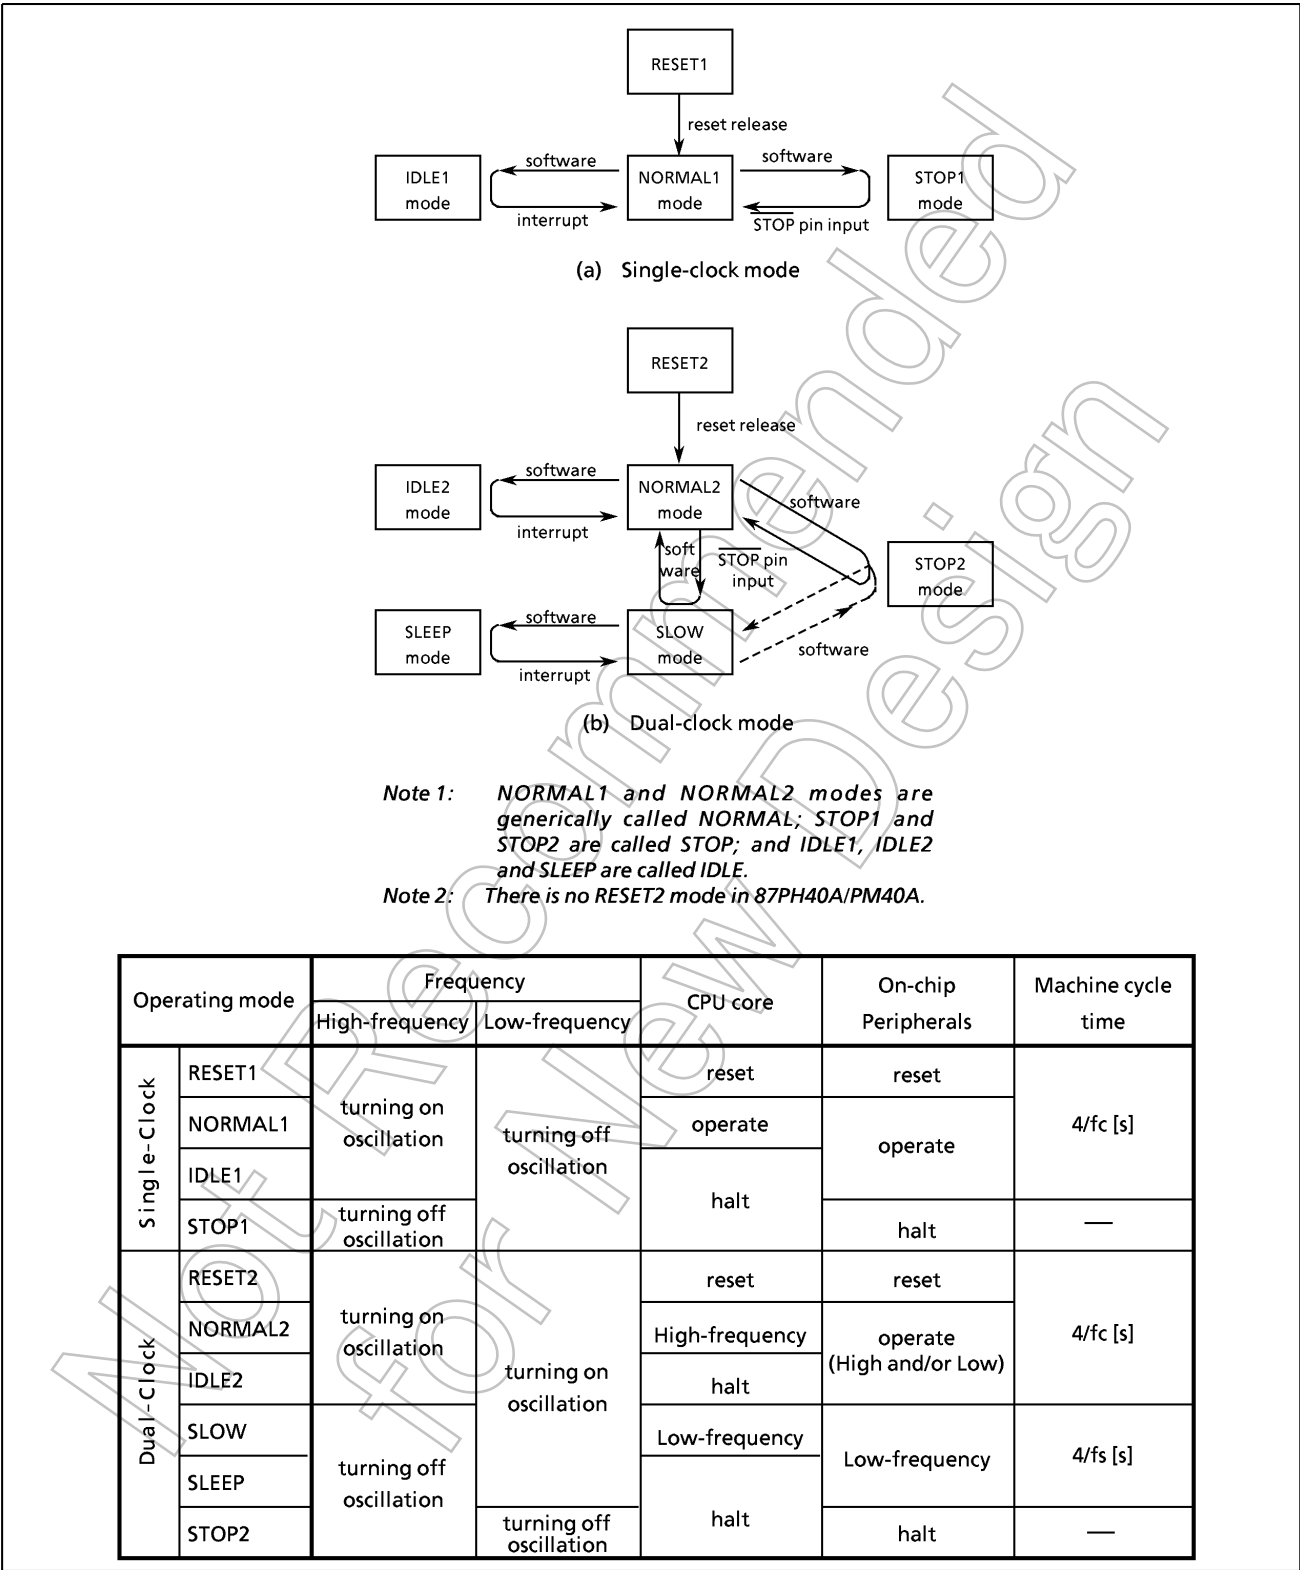 RESET1
reset release
software
software
IDLE1
mode
NORMAL1
mode
STOP1
mode
interrupt
STOP pin input
(a) Single-clock mode
RESET2
reset release
software
IDLE2
mode
NORMAL2
mode
software
interrupt
soft
ware
STOP pin
input
STOP2
mode
software
SLEEP
mode
SLOW
mode
software
interrupt
(b) Dual-clock mode
Note 1: NORMAL1 and NORMAL2 modes are
generically called NORMAL; STOP1 and
STOP2 are called STOP; and IDLE1, IDLE2
and SLEEP are called IDLE.
Note 2: There is no RESET2 mode in 87PH40A/PM40A.
Operating mode
Frequency
High-frequency
Low-frequency
CPU core
On-chip
Peripherals
Machine cycle
time
Single-Clock
RESET1
NORMAL1
IDLE1
STOP1
turning on
oscillation
turning off
oscillation
turning off
oscillation
reset
operate
halt
reset
operate
halt
4/fc [s]
—
Dual-Clock
RESET2
NORMAL2
IDLE2
SLOW
SLEEP
STOP2
turning on
oscillation
turning off
oscillation
turning on
oscillation
turning off
oscillation
reset
High-frequency
halt
Low-frequency
halt
reset
operate
(High and/or Low)
Low-frequency
halt
4/fc [s]
4/fs [s]
—
Not Recommended
for New Design